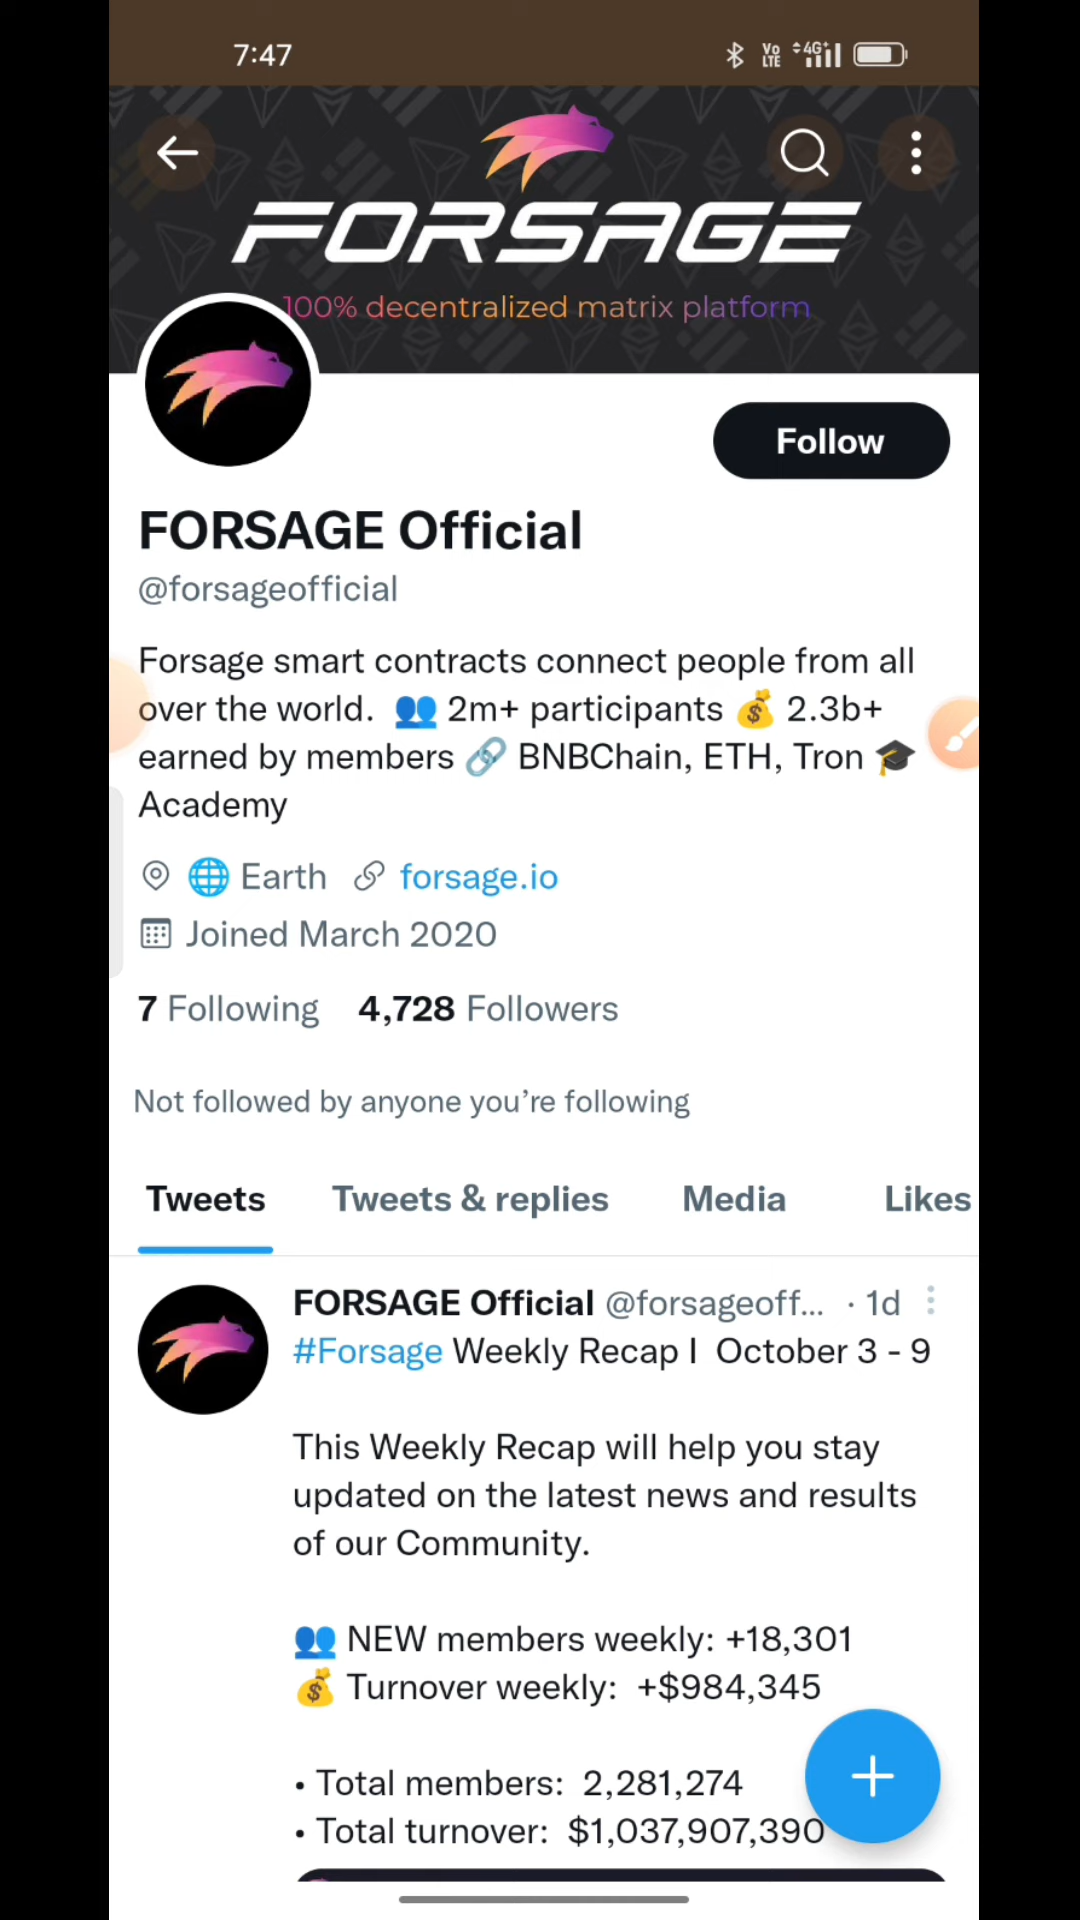 7:47
Vo LTE 4G+
FORSAGE
100% decentralized matrix platform
Follow
FORSAGE Official
@forsageofficial
Forsage smart contracts connect people from all
over the world. 👥 2m+ participants 💰 2.3b+
earned by members 🔗 BNBChain, ETH, Tron 🎓
Academy
🌐 Earth forsage.io
Joined March 2020
7 Following 4,728 Followers
Not followed by anyone you’re following
Tweets Tweets & replies Media Likes
FORSAGE Official @forsageoff... · 1d
#Forsage Weekly Recap I October 3 - 9
This Weekly Recap will help you stay
updated on the latest news and results
of our Community.
👥 NEW members weekly: +18,301
💰 Turnover weekly: +$984,345
• Total members: 2,281,274
• Total turnover: $1,037,907,390